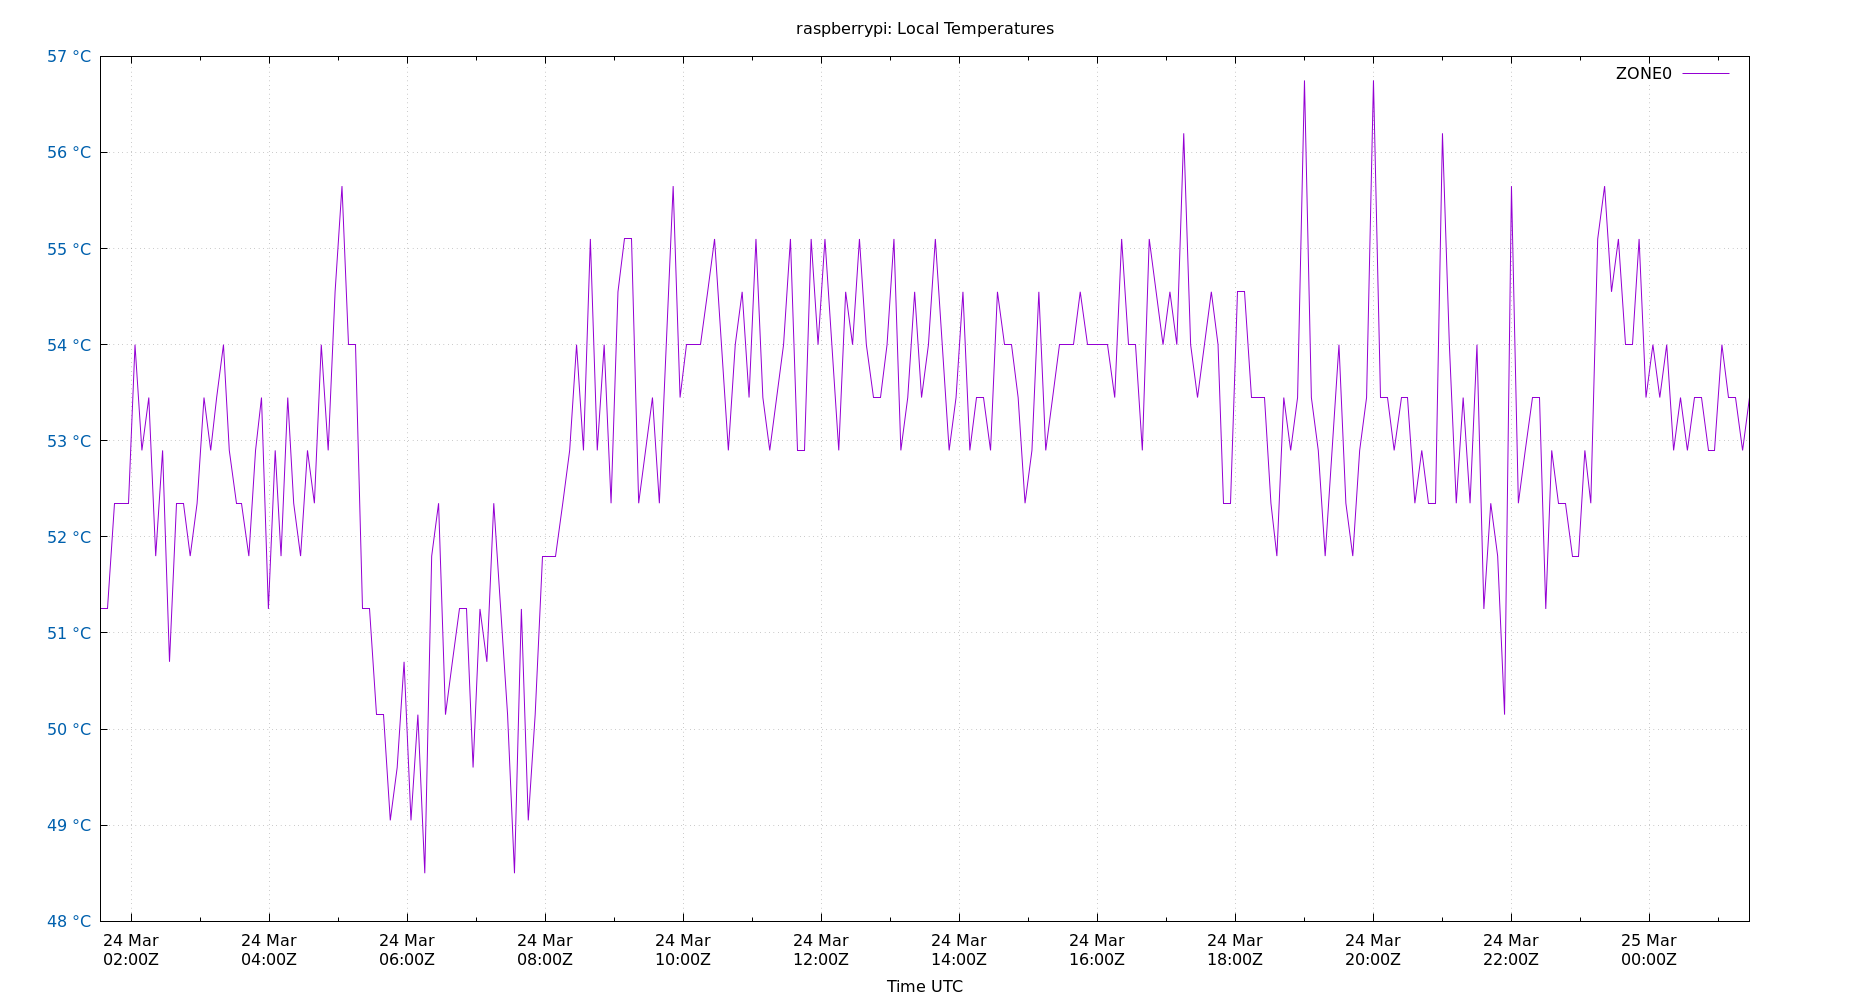 raspberrypi: Local Temperatures
57 °C
ZONE0
56 °C
55 °C
54 °C
53 °C
52 °C
51 °C
50 °C
49 °C
48 °C
24 Mar 24 Mar 24 Mar 24 Mar 24 Mar 24 Mar 24 Mar 24 Mar 24 Mar 24 Mar 24 Mar 25 Mar
02:00Z 04:00Z 06:00Z 08:00Z 10:00Z 12:00Z 14:00Z 16:00Z 18:00Z 20:00Z 22:00Z 00:00Z
Time UTC